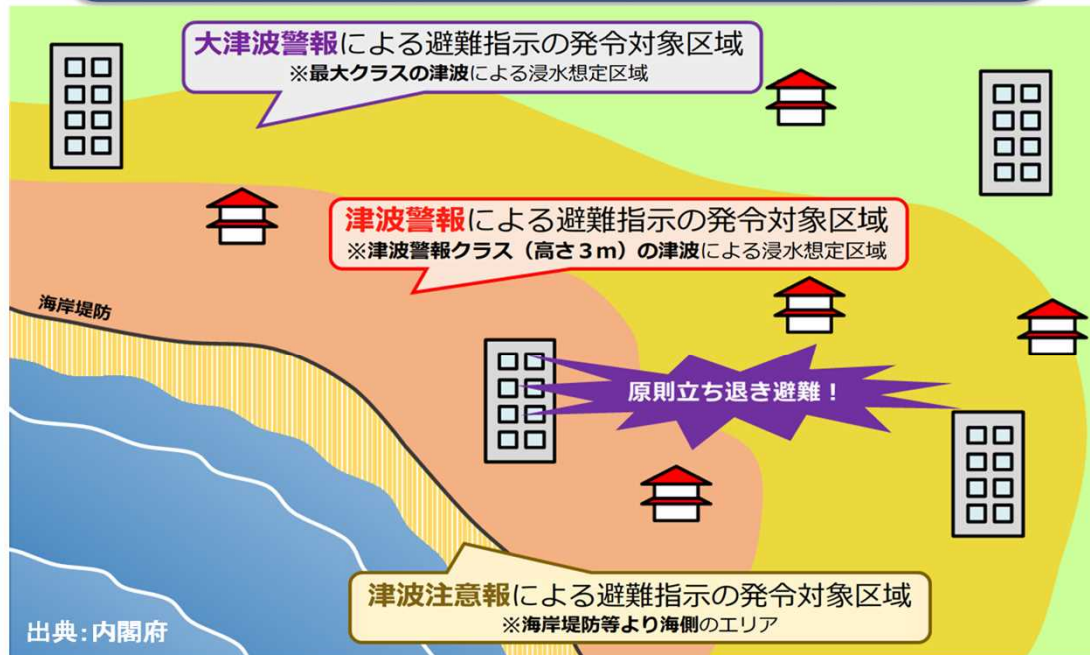 大津波警報による避難指示の発令対象区域
※最大クラスの津波による浸水想定区域
津波警報による避難指示の発令対象区域
※津波警報クラス（高さ３ｍ）の津波による浸水想定区域
海岸堤防
原則立ち退き避難！
津波注意報による避難指示の発令対象区域
※海岸堤防等より海側のエリア
出典：内閣府